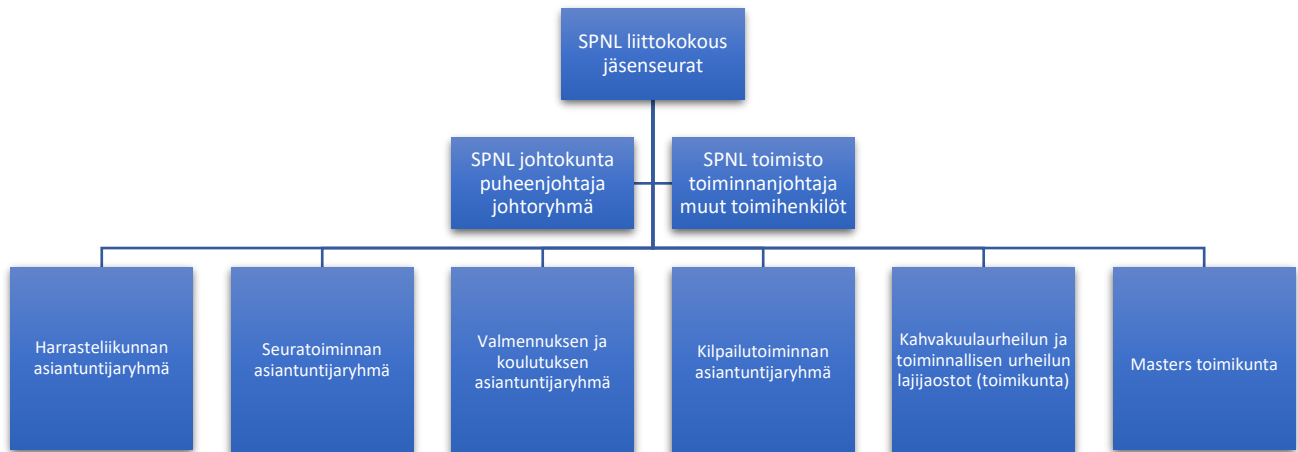 SPNL liittokokous
jäsenseurat
SPNL johtokunta
puheenjohtaja
johtoryhmä
SPNL toimisto
toiminnanjohtaja
muut toimihenkilöt
Harrasteliikunnan
asiantuntijaryhmä
Seuratoiminnan
asiantuntijaryhmä
Valmennuksen ja
koulutuksen
asiantuntijaryhmä
Kilpailutoiminnan
asiantuntijaryhmä
Kahvakuulaurheilun ja
toiminnallisen urheilun
lajijaostot (toimikunta)
Masters toimikunta